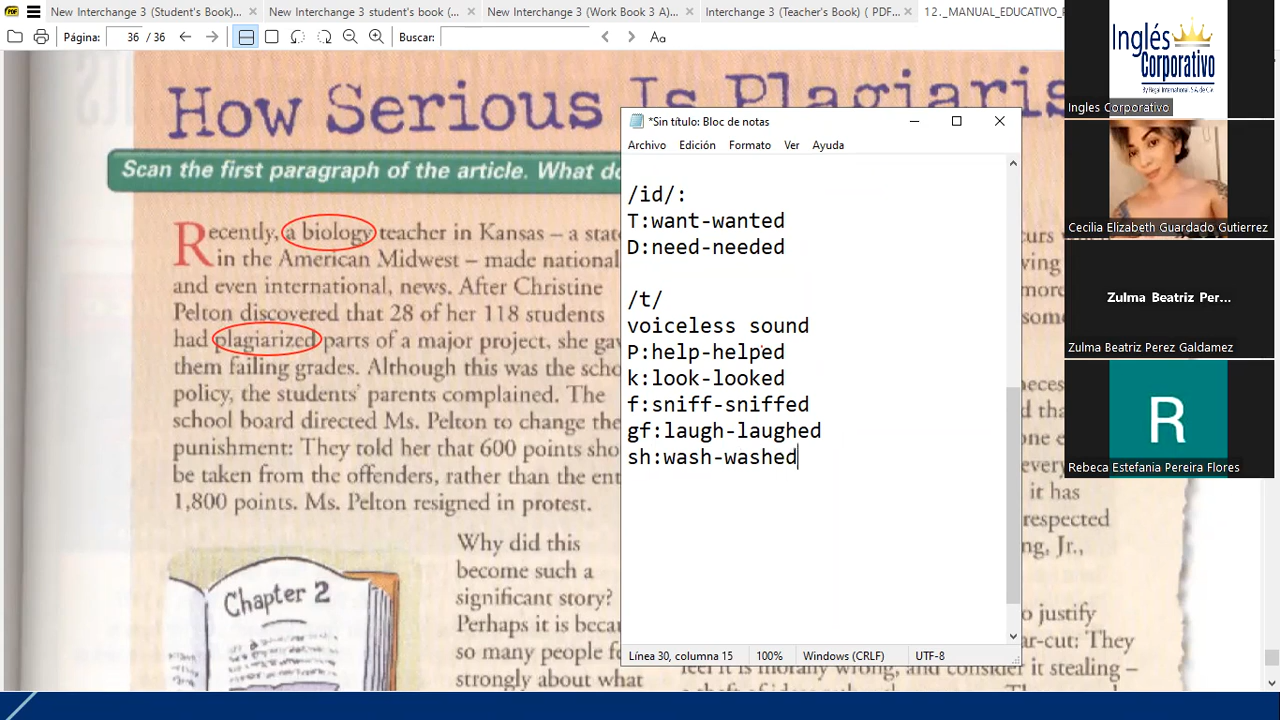 New Interchange 3 (Student's Book)...
New Interchange 3 student's book (...
New Interchange 3 (Work Book 3 A)...
Interchange 3 (Teacher's Book) ( PDF...
12._MANUAL_EDUCATIVO_
Página: 36 / 36
Buscar:
How Serious Is Plagiaris
Scan the first paragraph of the article. What do
Recently, a biology teacher in Kansas – a state
in the American Midwest – made national
and even international, news. After Christine
Pelton discovered that 28 of her 118 students
had plagiarized parts of a major project, she gav
them failing grades. Although this was the scho
policy, the students' parents complained. The
school board directed Ms. Pelton to change the
punishment: They told her that 600 points sho
be taken from the offenders, rather than the ent
1,800 points. Ms. Pelton resigned in protest.
Chapter 2
Why did this
become such a
significant story?
Perhaps it is becau
so many people fe
strongly about what
*Sin título: Bloc de notas
Archivo Edición Formato Ver Ayuda
/id/:
T:want-wanted
D:need-needed
/t/
voiceless sound
P:help-helped
k:look-looked
f:sniff-sniffed
gf:laugh-laughed
sh:wash-washed
Línea 30, columna 15 100% Windows (CRLF) UTF-8
it has
respected
ng, Jr.,
o justify
ar-cut: They
feel it is morally wrong, and consider it stealing –
Inglés
Corporativo
Ingles Corporativo
Cecilia Elizabeth Guardado Gutierrez
Zulma Beatriz Per...
Zulma Beatriz Perez Galdamez
R
Rebeca Estefania Pereira Flores